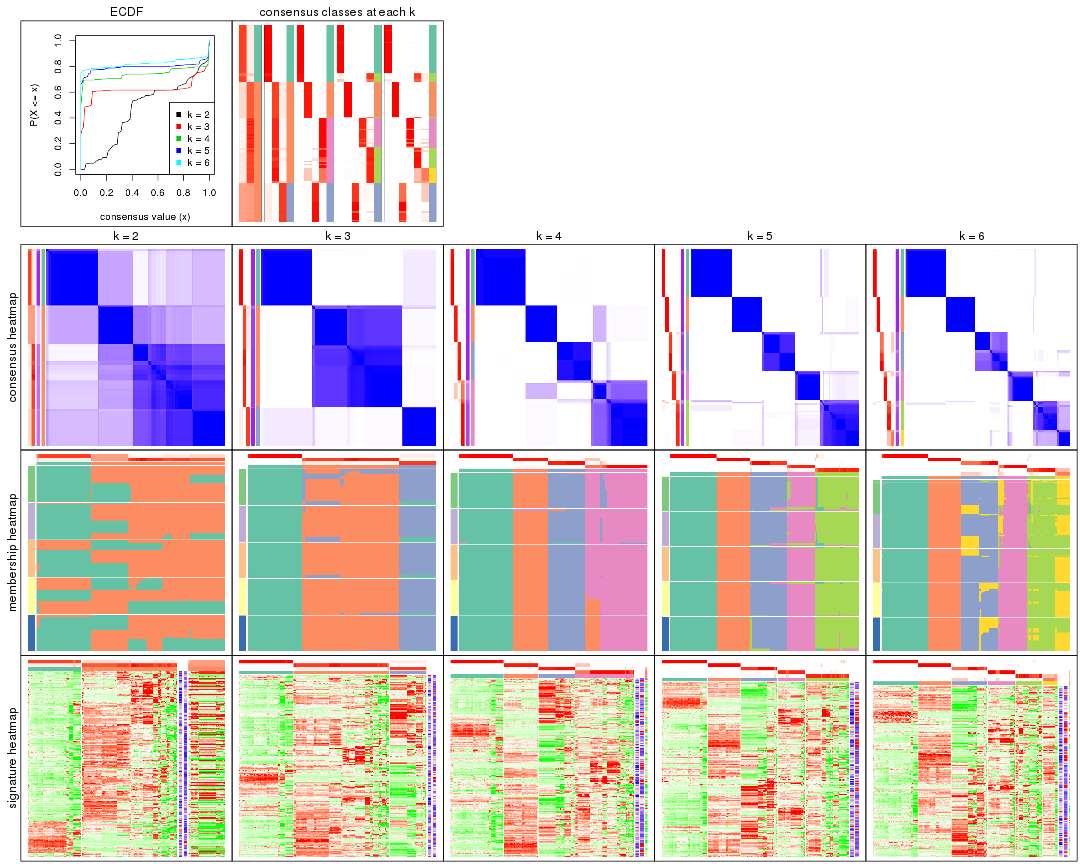 ECDF
consensus classes at each k
P(X <= x)
0.0 0.2 0.4 0.6 0.8 1.0
k = 2
k = 3
k = 4
k = 5
k = 6
0.0 0.2 0.4 0.6 0.8 1.0
consensus value (x)
k = 2
k = 3
k = 4
k = 5
k = 6
consensus heatmap
membership heatmap
signature heatmap